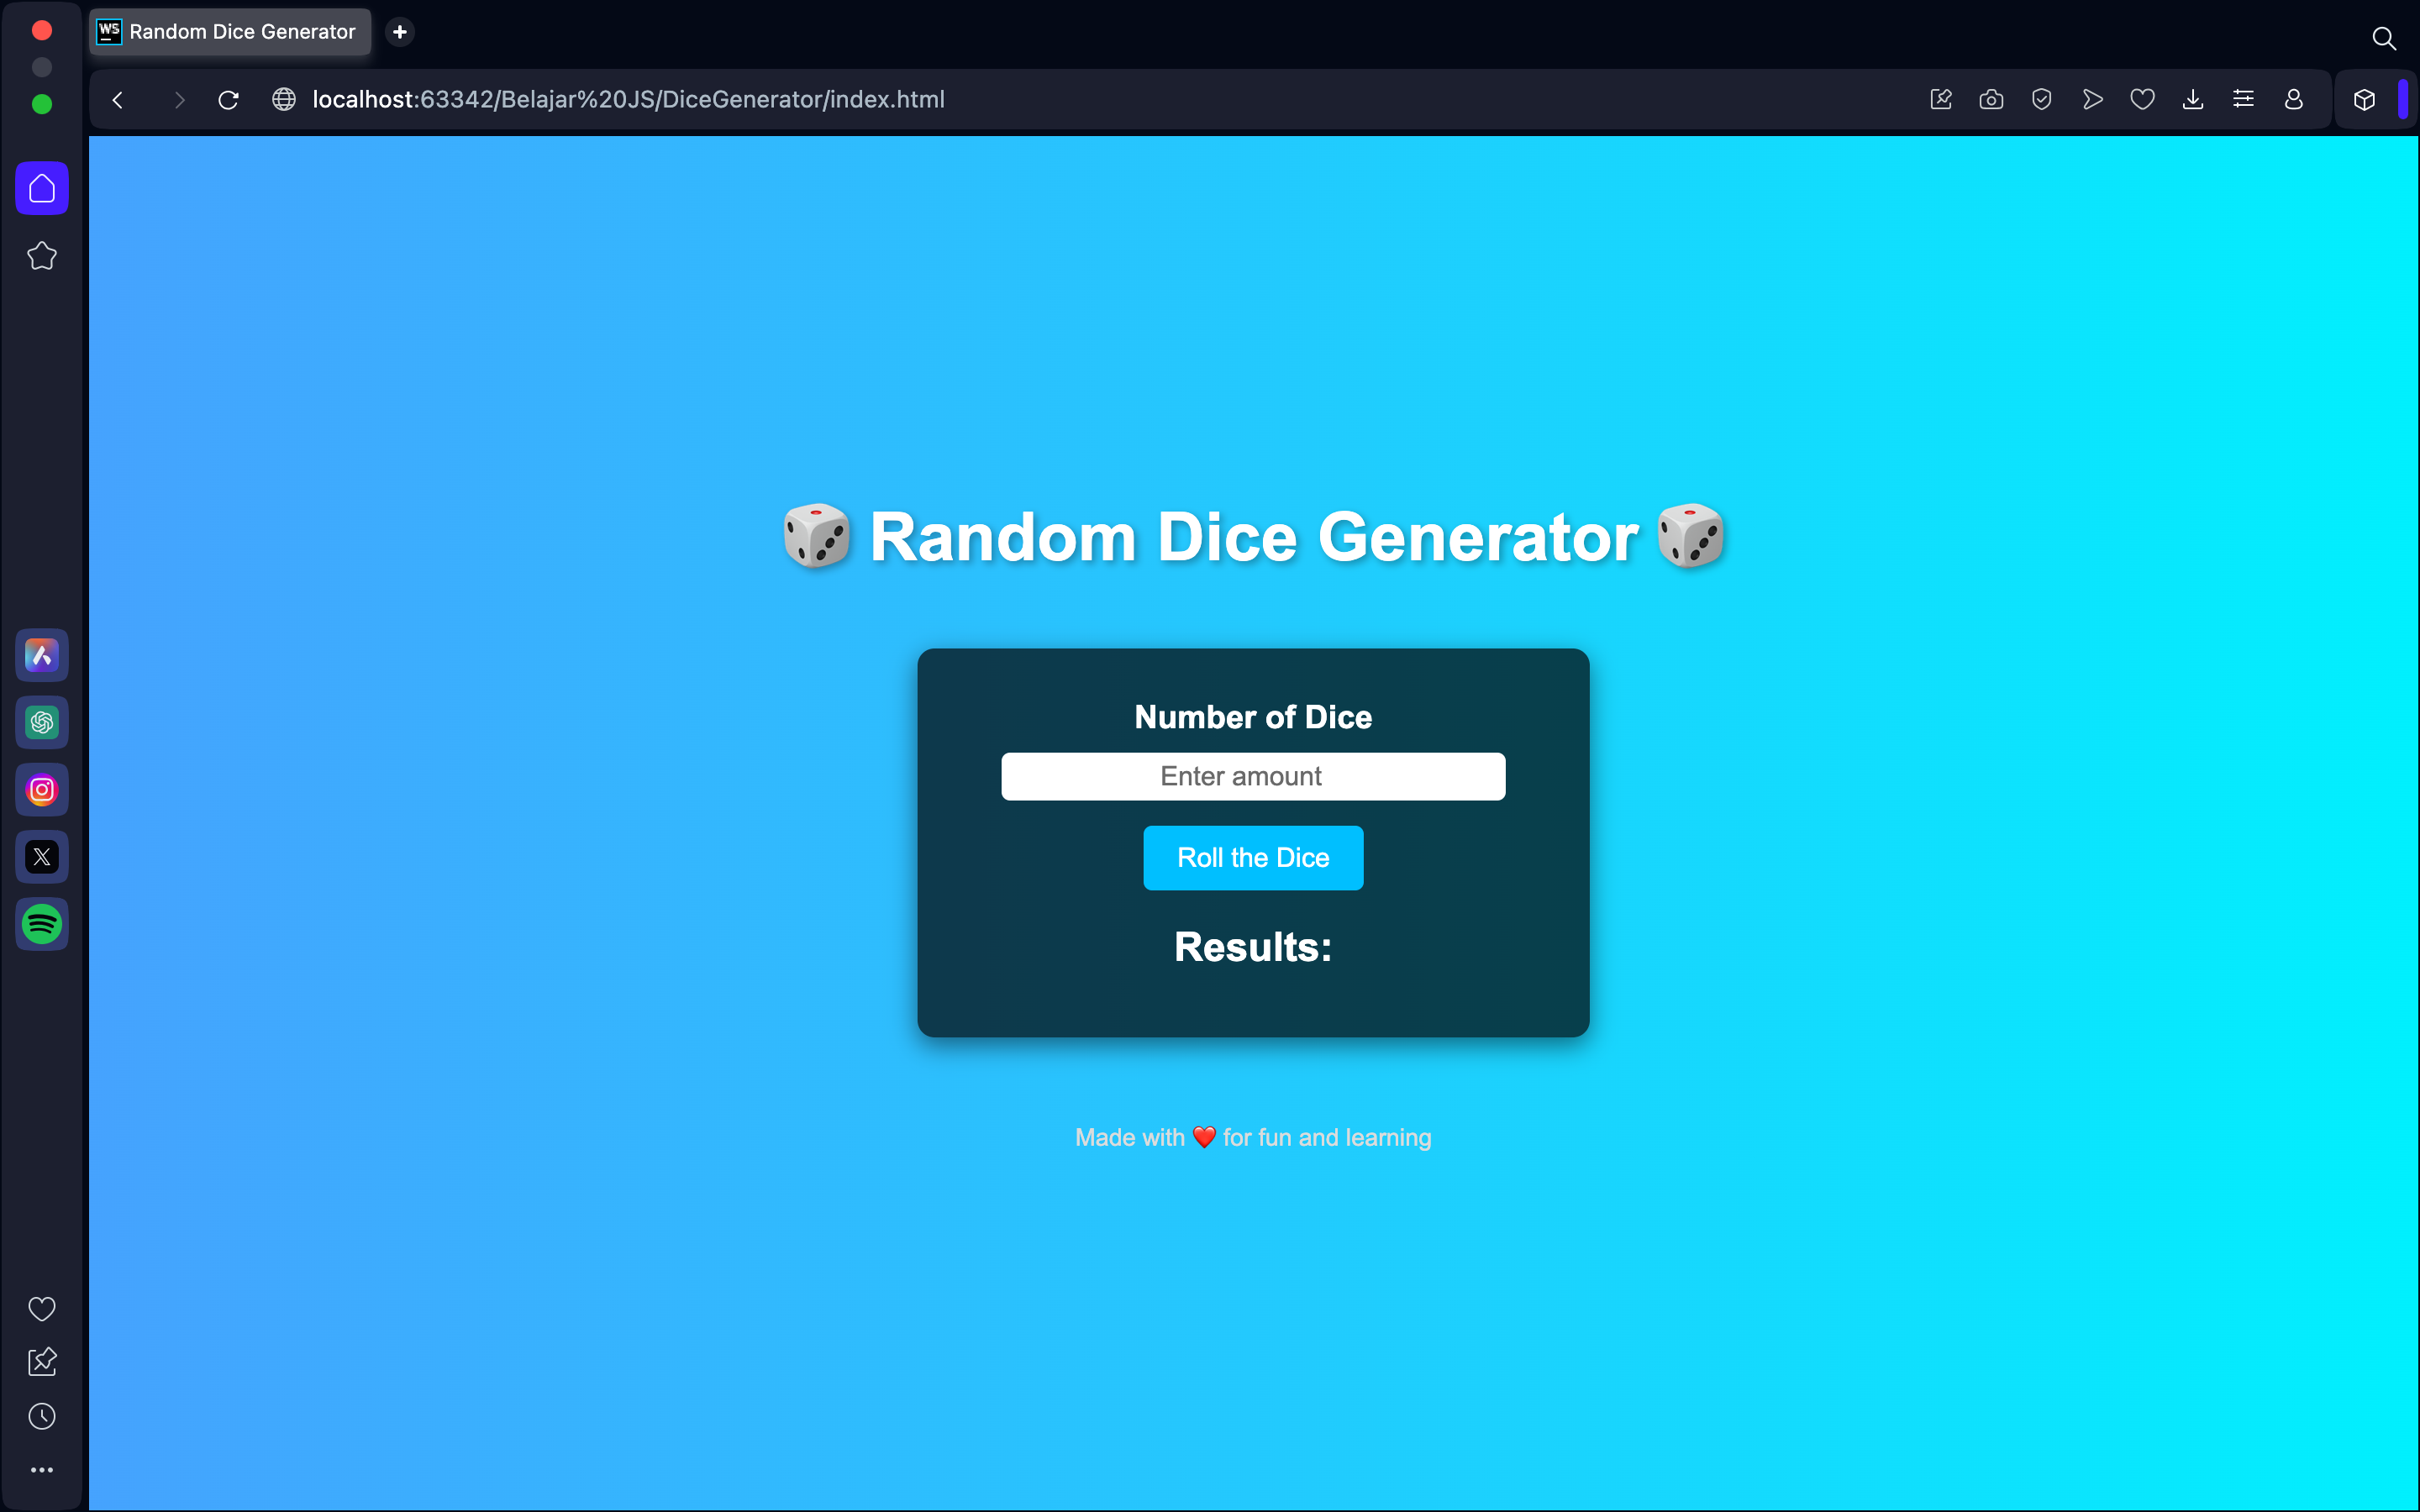 WS Random Dice Generator
localhost:63342/Belajar%20JS/DiceGenerator/index.html
🎲 Random Dice Generator 🎲
Number of Dice
Enter amount
Roll the Dice
Results:
Made with ❤️ for fun and learning